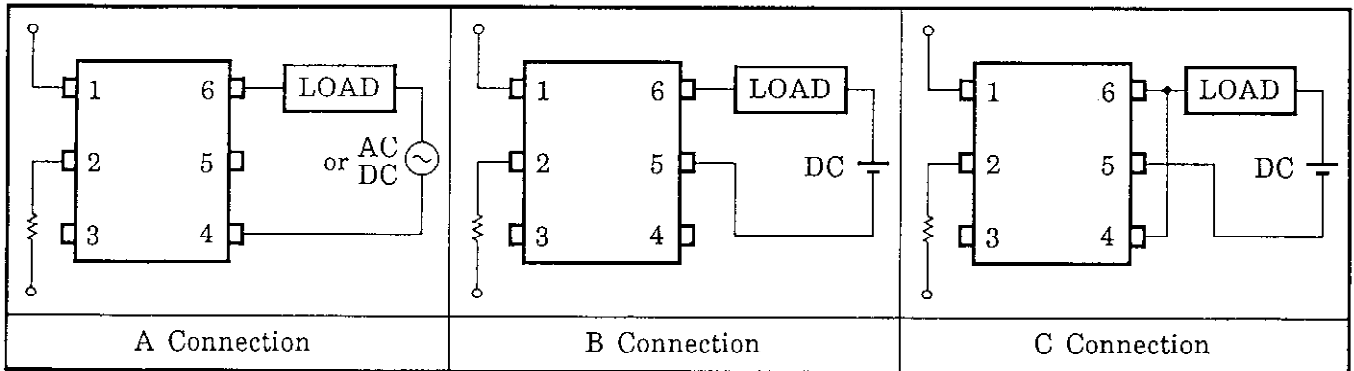 1 6 LOAD
2 5 or AC
DC
3 4
A Connection
1 6 LOAD
2 5 DC
3 4
B Connection
1 6 LOAD
2 5 DC
3 4
C Connection